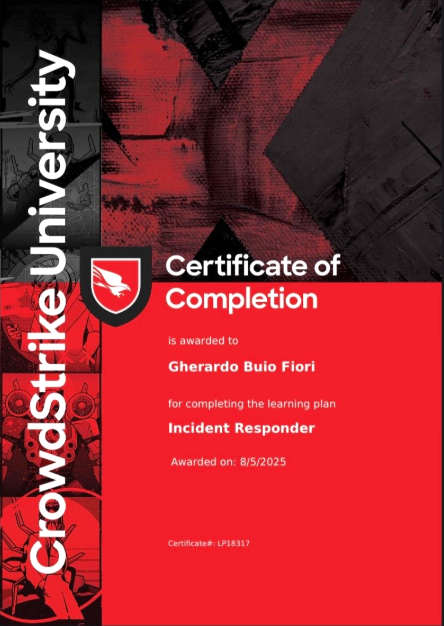 CrowdStrike University
Certificate of
Completion
is awarded to
Gherardo Buio Fiori
for completing the learning plan
Incident Responder
Awarded on: 8/5/2025
Certificate#: LP18317